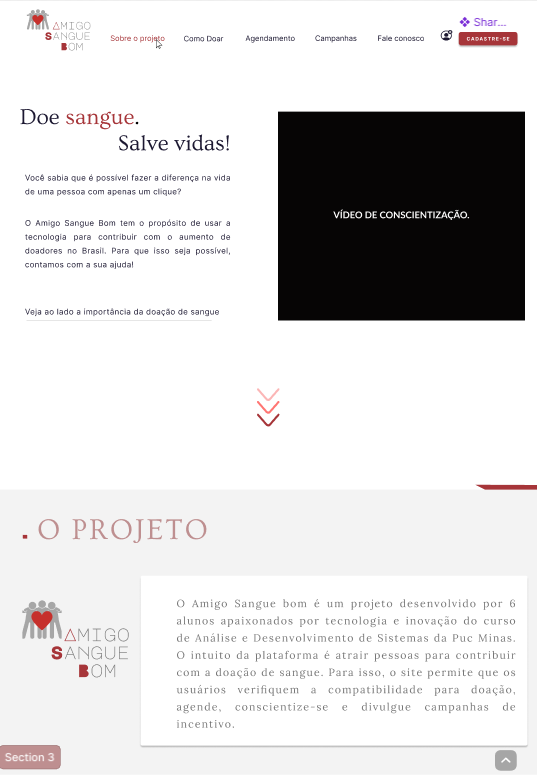 AMIGO
SANGUE
BOM
Sobre o projeto
Como Doar
Agendamento
Campanhas
Fale conosco
Shar...
CADASTRE-SE
Doe sangue.
Salve vidas!
Você sabia que é possível fazer a diferença na vida
de uma pessoa com apenas um clique?
O Amigo Sangue Bom tem o propósito de usar a
tecnologia para contribuir com o aumento de
doadores no Brasil. Para que isso seja possível,
contamos com a sua ajuda!
Veja ao lado a importância da doação de sangue
VÍDEO DE CONSCIENTIZAÇÃO.
. O PROJETO
AMIGO
SANGUE
BOM
O Amigo Sangue bom é um projeto desenvolvido por 6
alunos apaixonados por tecnologia e inovação do curso
de Análise e Desenvolvimento de Sistemas da Puc Minas.
O intuito da plataforma é atrair pessoas para contribuir
com a doação de sangue. Para isso, o site permite que os
usuários verifiquem a compatibilidade para doação,
agende, conscientize-se e divulgue campanhas de
incentivo.
Section 3